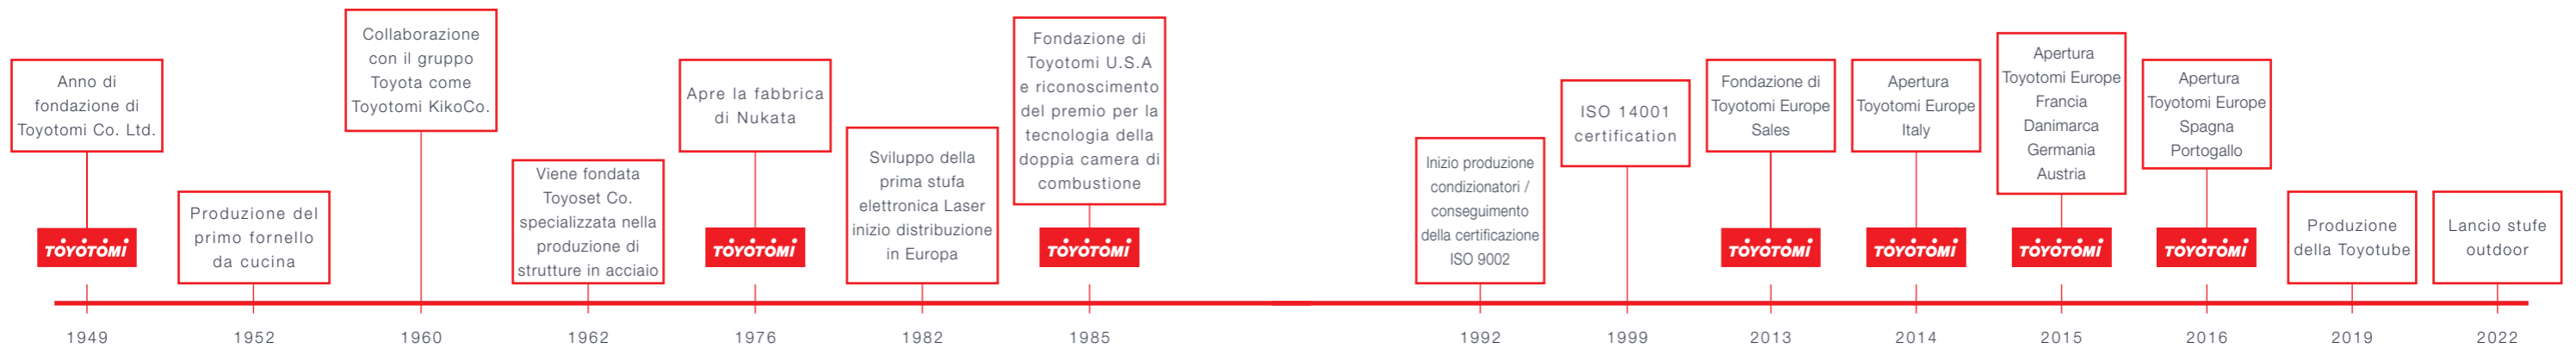 Anno di
fondazione di
Toyotomi Co. Ltd.
TOYOTOMI
1949
Produzione del
primo fornello
da cucina
1952
Collaborazione
con il gruppo
Toyota come
Toyotomi KikoCo.
1960
Viene fondata
Toyoset Co.
specializzata nella
produzione di
strutture in acciaio
1962
Apre la fabbrica
di Nukata
TOYOTOMI
1976
Sviluppo della
prima stufa
elettronica Laser
inizio distribuzione
in Europa
1982
Fondazione di
Toyotomi U.S.A
e riconoscimento
del premio per la
tecnologia della
doppia camera di
combustione
TOYOTOMI
1985
Inizio produzione
condizionatori /
conseguimento
della certificazione
ISO 9002
1992
ISO 14001
certification
1999
Fondazione di
Toyotomi Europe
Sales
TOYOTOMI
2013
Apertura
Toyotomi Europe
Italy
TOYOTOMI
2014
Apertura
Toyotomi Europe
Francia
Danimarca
Germania
Austria
TOYOTOMI
2015
Apertura
Toyotomi Europe
Spagna
Portogallo
TOYOTOMI
2016
Produzione
della Toyotube
2019
Lancio stufe
outdoor
2022